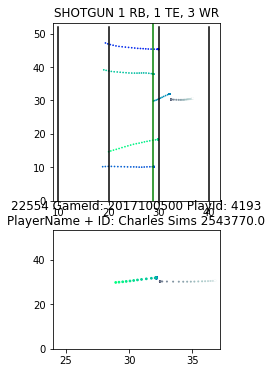 SHOTGUN 1 RB, 1 TE, 3 WR
50
40
30
20
10
0
10 20 30 40
22554 GameId: 2017100500 PlayId: 4193
PlayerName + ID: Charles Sims 2543770.0
40
20
0
25 30 35